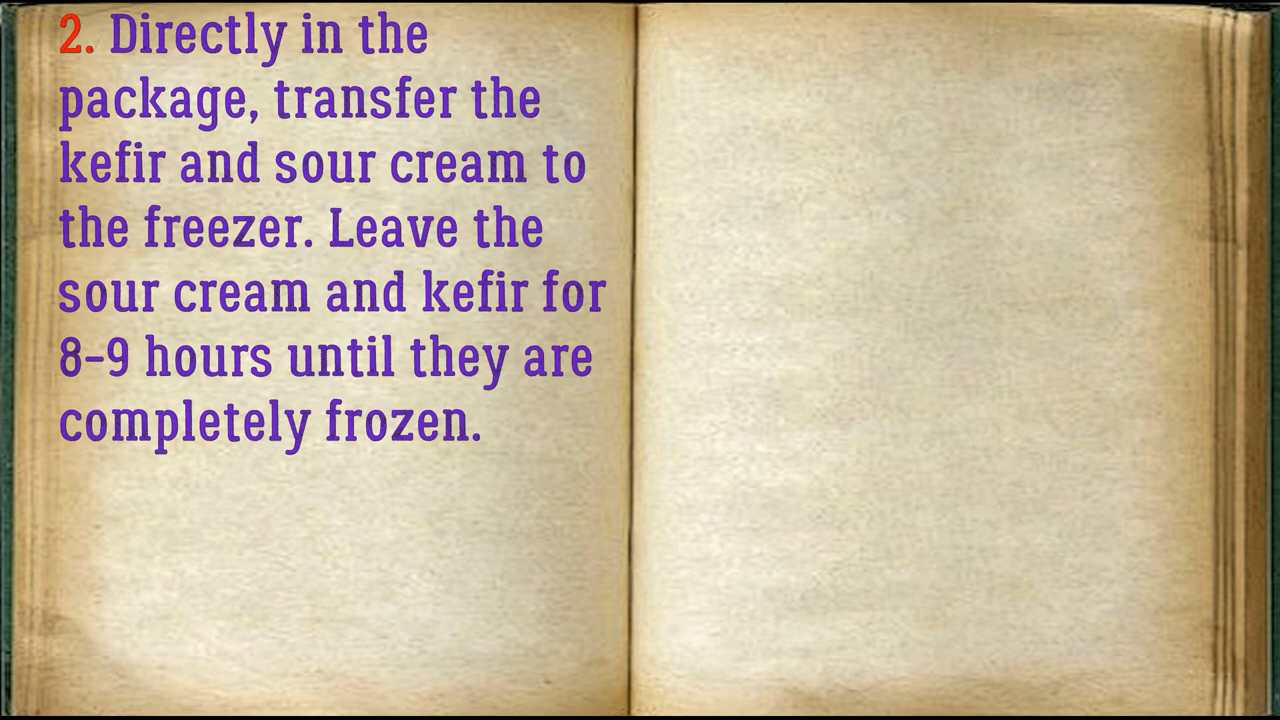 2. Directly in the
package, transfer the
kefir and sour cream to
the freezer. Leave the
sour cream and kefir for
8-9 hours until they are
completely frozen.